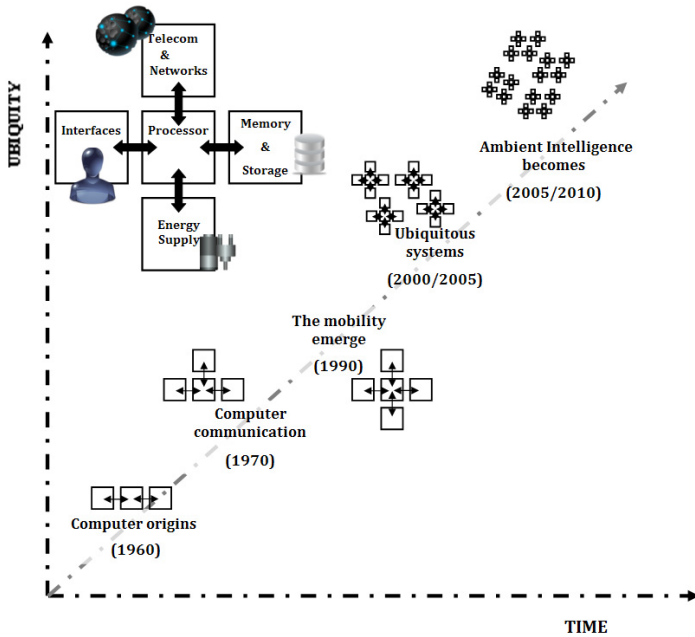 Telecom
&
Networks
UBIQUITY
Interfaces
Processor
Memory
&
Storage
Energy
Supply
Ambient Intelligence
becomes
(2005/2010)
Ubiquitous
systems
(2000/2005)
The mobility
emerge
(1990)
Computer
communication
(1970)
Computer origins
(1960)
TIME